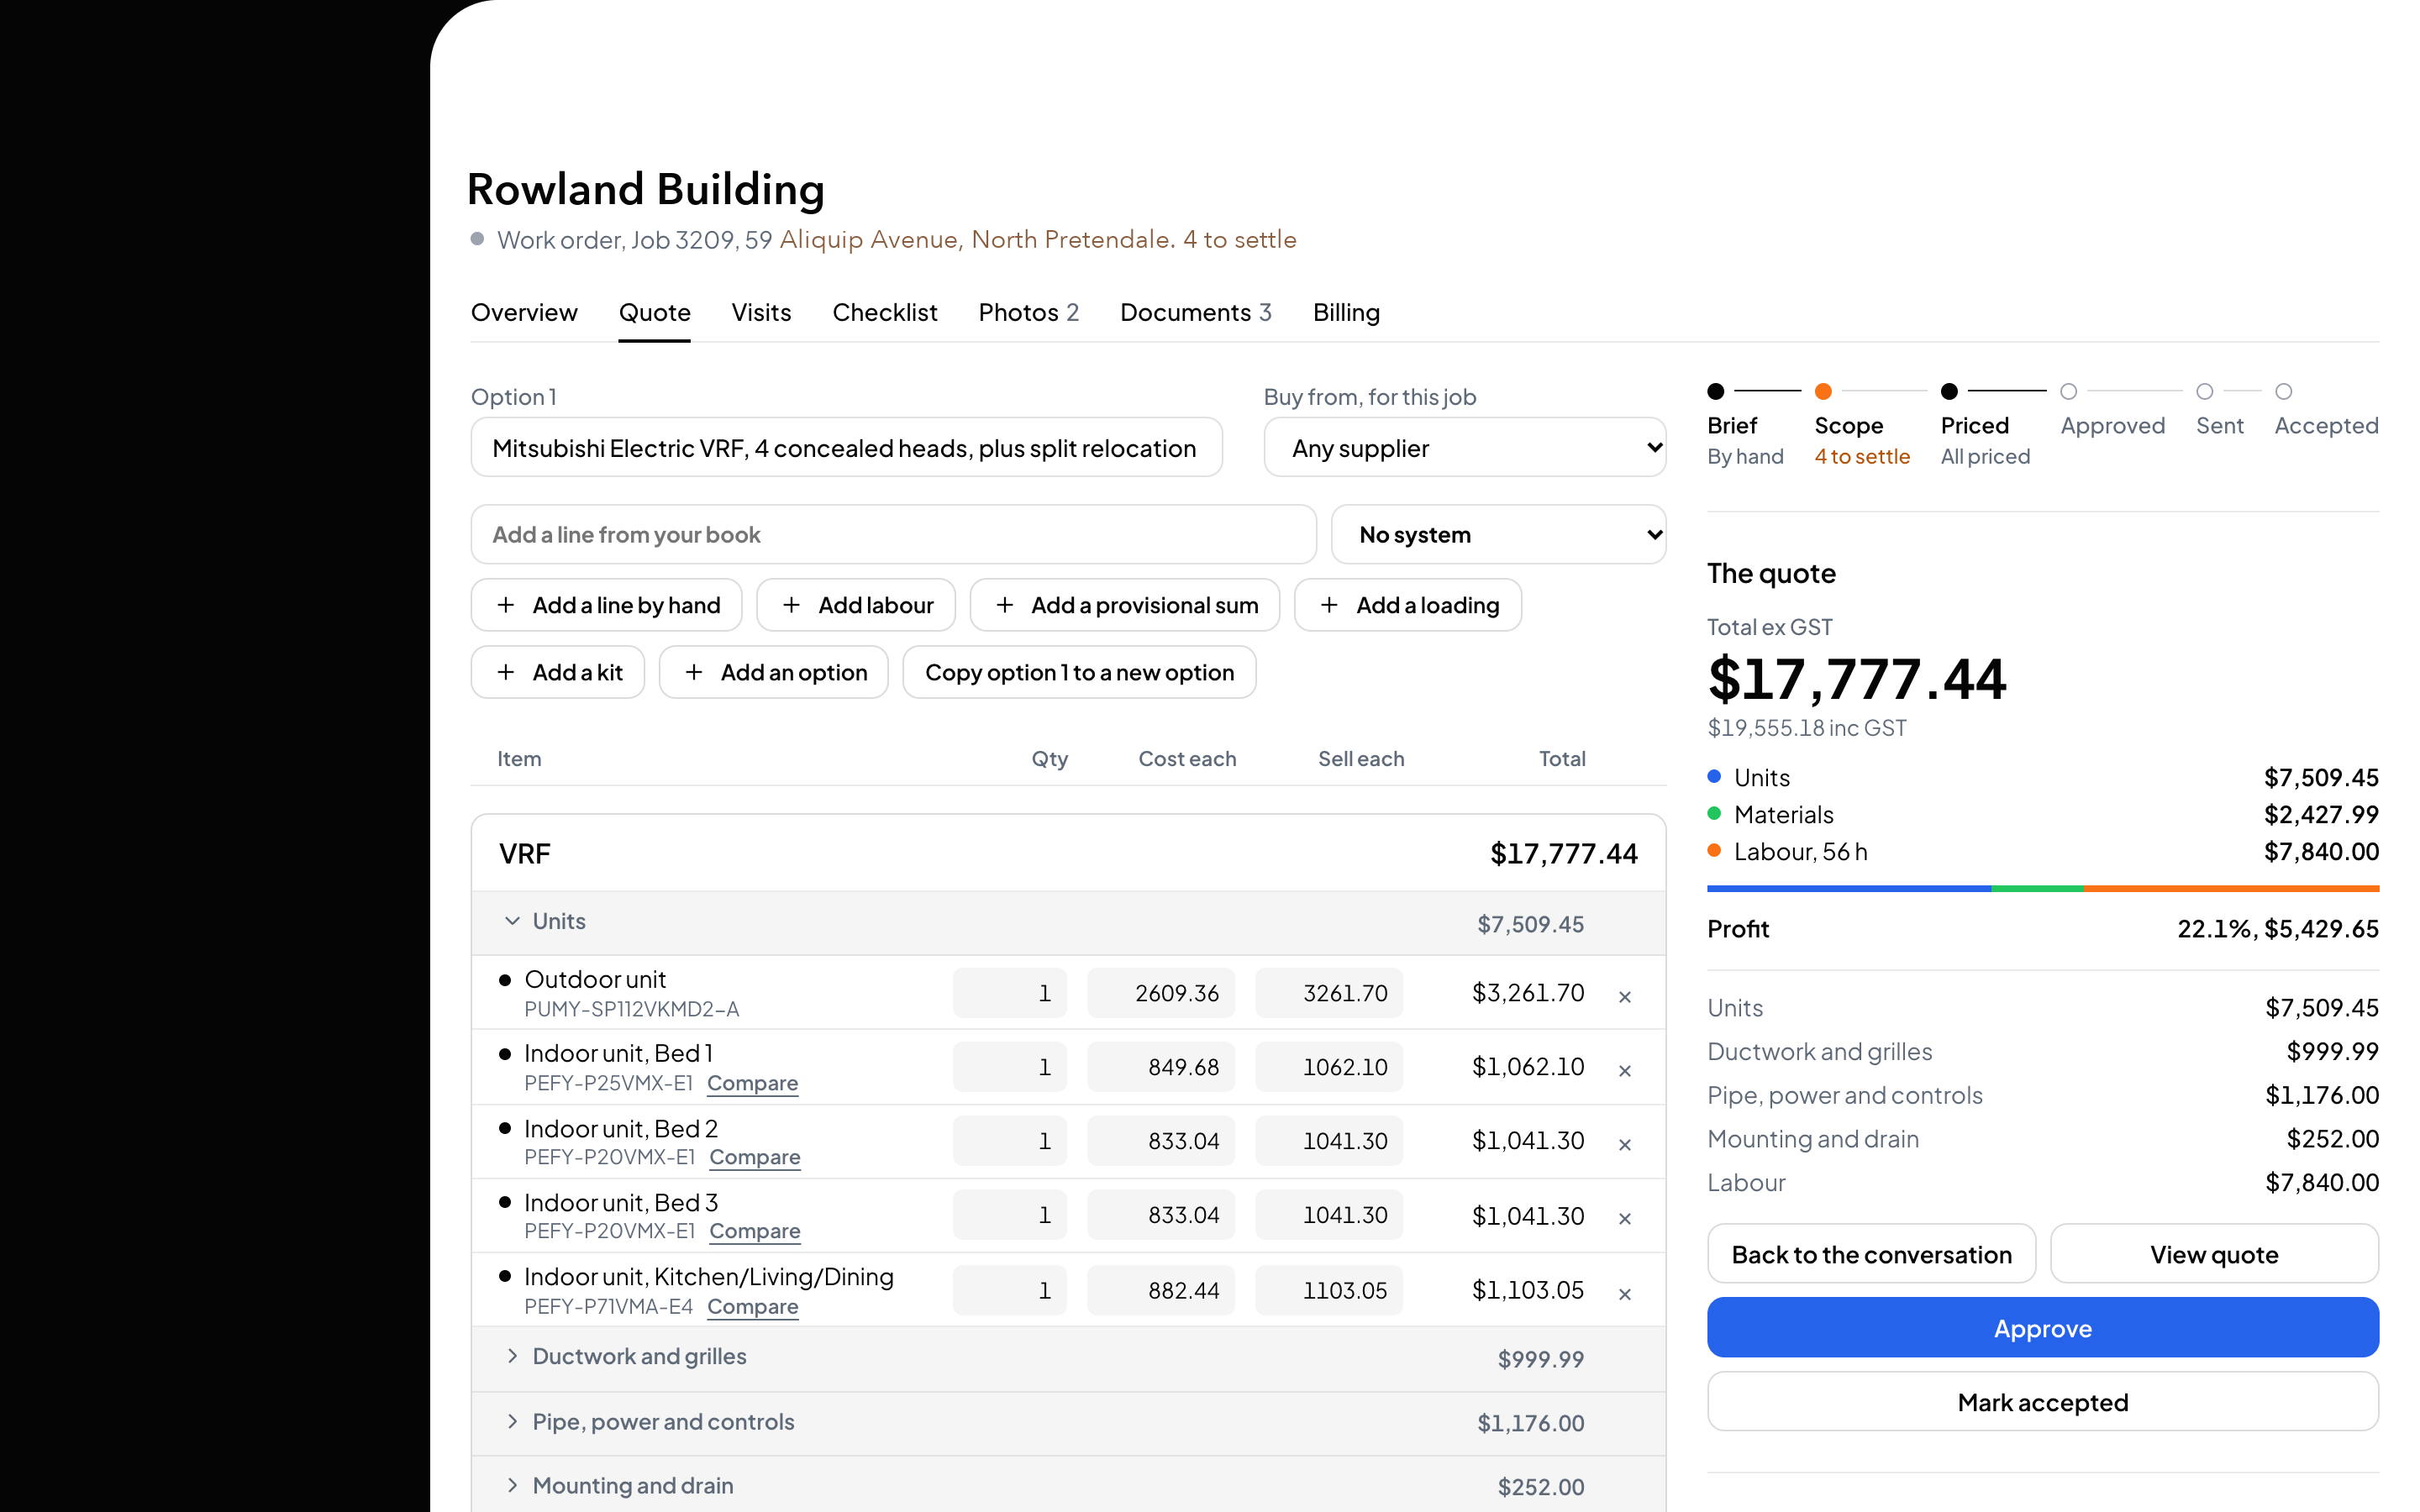 Rowland Building
Work order, Job 3209, 59 Aliquip Avenue, North Pretendale. 4 to settle
Overview Quote Visits Checklist Photos 2 Documents 3 Billing
Option 1
Mitsubishi Electric VRF, 4 concealed heads, plus split relocation
Buy from, for this job
Any supplier
Add a line from your book
No system
+ Add a line by hand
+ Add labour
+ Add a provisional sum
+ Add a loading
+ Add a kit
+ Add an option
Copy option 1 to a new option
Item Qty Cost each Sell each Total
VRF $17,777.44
Units $7,509.45
Outdoor unit 1 2609.36 3261.70 $3,261.70 ×
PUMY-SP112VKMD2-A
Indoor unit, Bed 1 1 849.68 1062.10 $1,062.10 ×
PEFY-P25VMX-E1 Compare
Indoor unit, Bed 2 1 833.04 1041.30 $1,041.30 ×
PEFY-P20VMX-E1 Compare
Indoor unit, Bed 3 1 833.04 1041.30 $1,041.30 ×
PEFY-P20VMX-E1 Compare
Indoor unit, Kitchen/Living/Dining 1 882.44 1103.05 $1,103.05 ×
PEFY-P71VMA-E4 Compare
Ductwork and grilles $999.99
Pipe, power and controls $1,176.00
Mounting and drain $252.00
Brief Scope Priced Approved Sent Accepted
By hand 4 to settle All priced
The quote
Total ex GST
$17,777.44
$19,555.18 inc GST
Units $7,509.45
Materials $2,427.99
Labour, 56 h $7,840.00
Profit 22.1%, $5,429.65
Units $7,509.45
Ductwork and grilles $999.99
Pipe, power and controls $1,176.00
Mounting and drain $252.00
Labour $7,840.00
Back to the conversation
View quote
Approve
Mark accepted